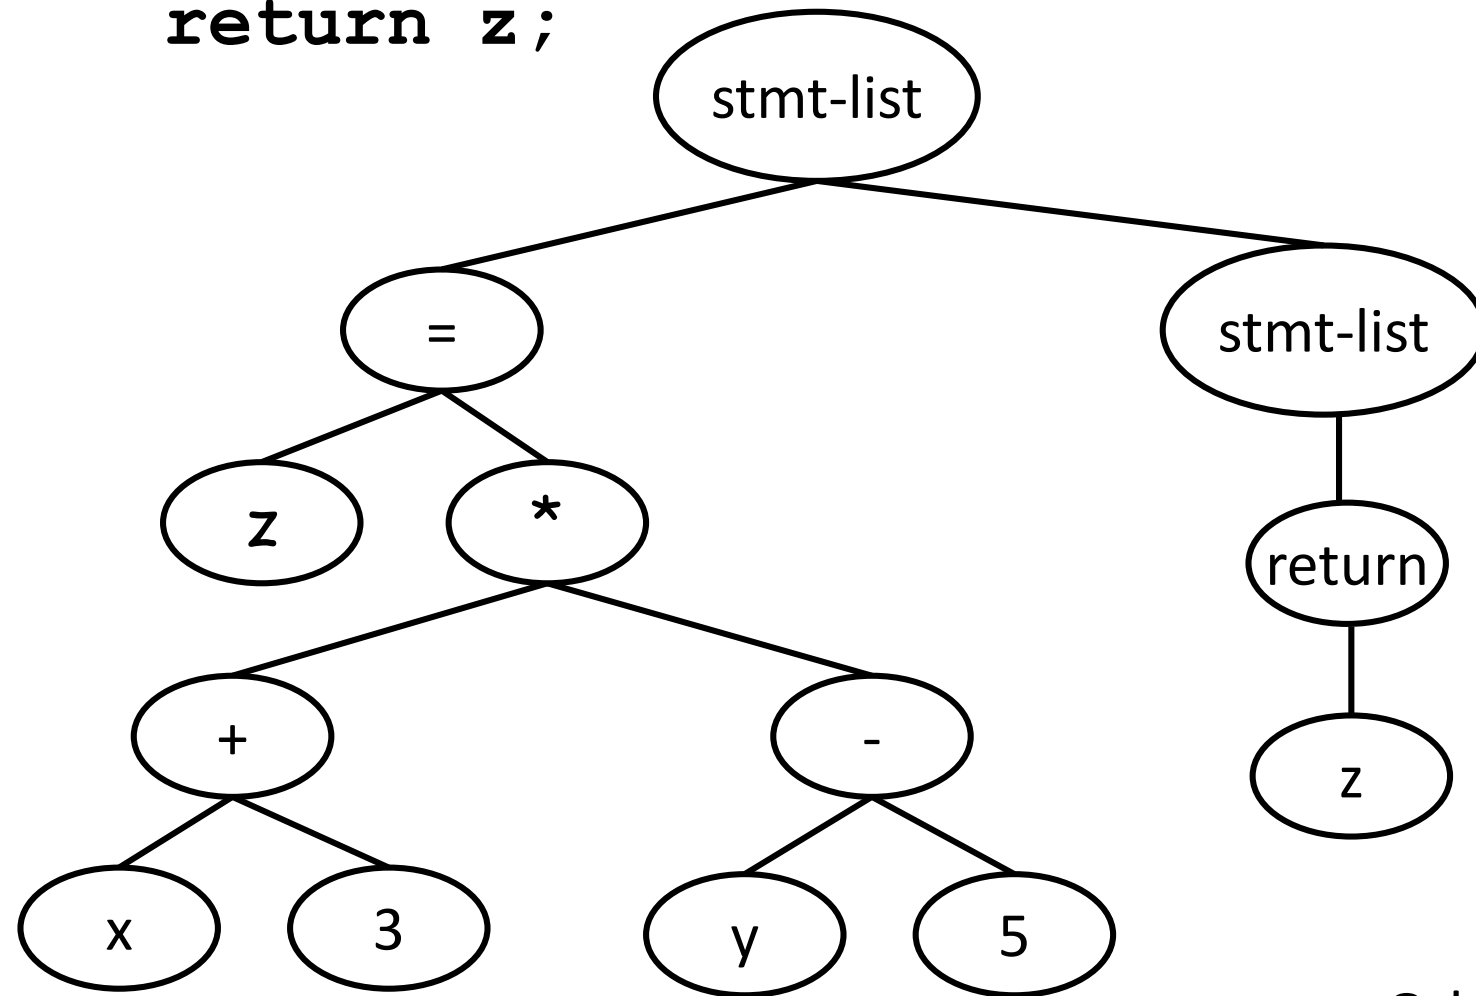 return z;
stmt-list
=
stmt-list
z
*
return
+
-
z
x
3
y
5